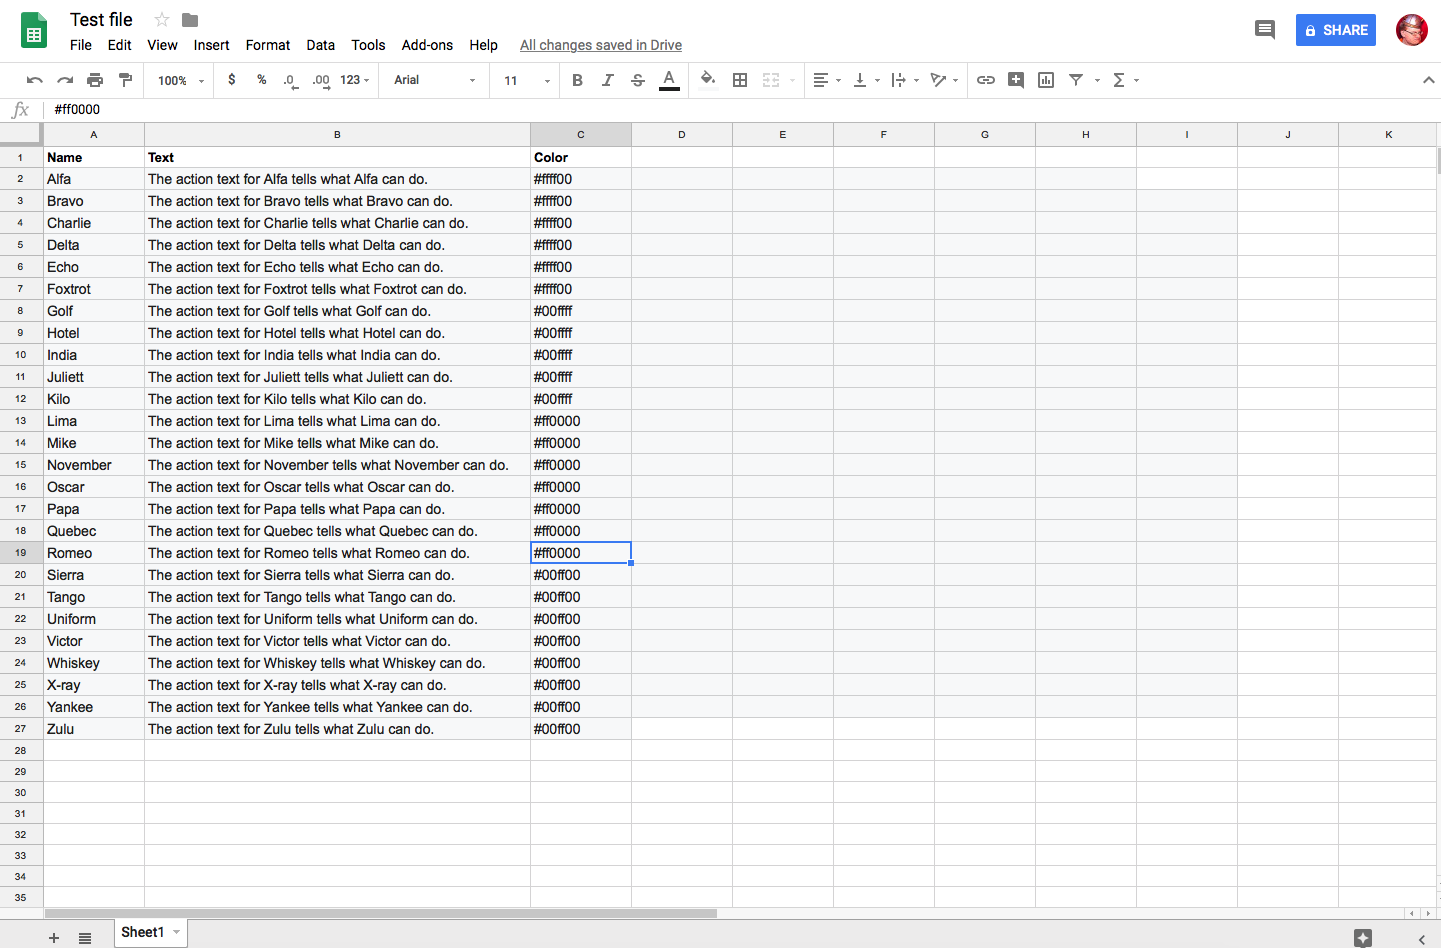 Test file
File Edit View Insert Format Data Tools Add-ons Help All changes saved in Drive
SHARE
100% $ % .0 .00 123 Arial 11 B I S A
fx #ff0000
A B C D E F G H I J K
1 Name Text Color
2 Alfa The action text for Alfa tells what Alfa can do. #ffff00
3 Bravo The action text for Bravo tells what Bravo can do. #ffff00
4 Charlie The action text for Charlie tells what Charlie can do. #ffff00
5 Delta The action text for Delta tells what Delta can do. #ffff00
6 Echo The action text for Echo tells what Echo can do. #ffff00
7 Foxtrot The action text for Foxtrot tells what Foxtrot can do. #ffff00
8 Golf The action text for Golf tells what Golf can do. #00ffff
9 Hotel The action text for Hotel tells what Hotel can do. #00ffff
10 India The action text for India tells what India can do. #00ffff
11 Juliett The action text for Juliett tells what Juliett can do. #00ffff
12 Kilo The action text for Kilo tells what Kilo can do. #00ffff
13 Lima The action text for Lima tells what Lima can do. #ff0000
14 Mike The action text for Mike tells what Mike can do. #ff0000
15 November The action text for November tells what November can do. #ff0000
16 Oscar The action text for Oscar tells what Oscar can do. #ff0000
17 Papa The action text for Papa tells what Papa can do. #ff0000
18 Quebec The action text for Quebec tells what Quebec can do. #ff0000
19 Romeo The action text for Romeo tells what Romeo can do. #ff0000
20 Sierra The action text for Sierra tells what Sierra can do. #00ff00
21 Tango The action text for Tango tells what Tango can do. #00ff00
22 Uniform The action text for Uniform tells what Uniform can do. #00ff00
23 Victor The action text for Victor tells what Victor can do. #00ff00
24 Whiskey The action text for Whiskey tells what Whiskey can do. #00ff00
25 X-ray The action text for X-ray tells what X-ray can do. #00ff00
26 Yankee The action text for Yankee tells what Yankee can do. #00ff00
27 Zulu The action text for Zulu tells what Zulu can do. #00ff00
28
29
30
31
32
33
34
35
Sheet1